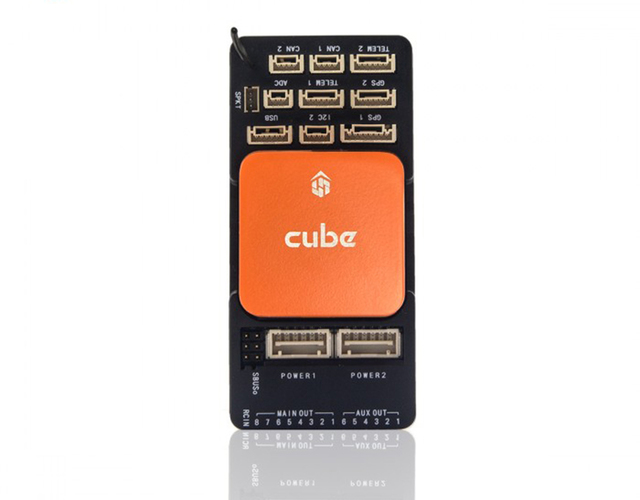 CAN 2 CAN 1 TELEM 2
SPKT ADC TELEM 1 GPS 2
USB I2C 2 GPS 1
cube
SBUSo POWER1 POWER2
RCIN MAIN OUT AUX OUT
8 7 6 5 4 3 2 1 6 5 4 3 2 1